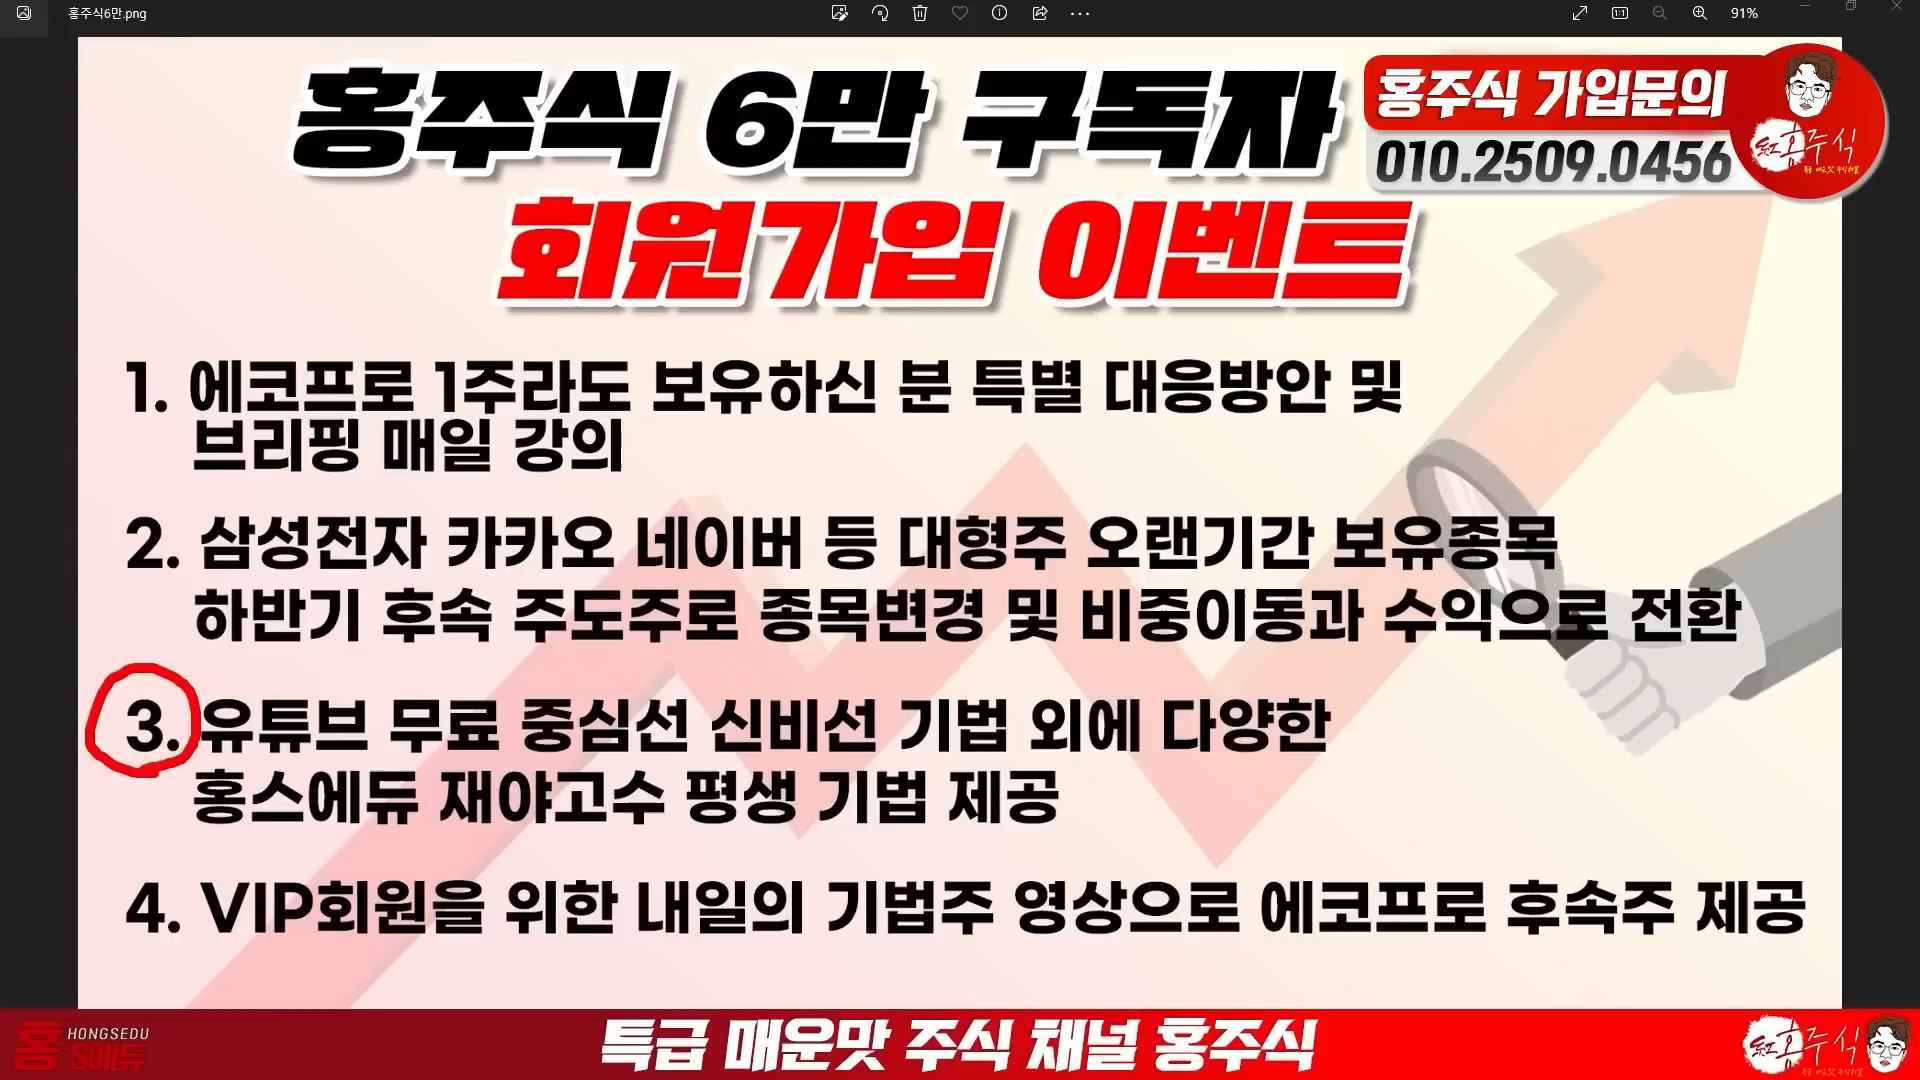 홍주식6만.png
91%
홍주식 6만 구독자
회원가입 이벤트
홍주식 가입문의
010.2509.0456
홍주식
1. 에코프로 1주라도 보유하신 분 특별 대응방안 및
브리핑 매일 강의
2. 삼성전자 카카오 네이버 등 대형주 오랜기간 보유종목
하반기 후속 주도주로 종목변경 및 비중이동과 수익으로 전환
3. 유튜브 무료 중심선 신비선 기법 외에 다양한
홍스에듀 재야고수 평생 기법 제공
4. VIP회원을 위한 내일의 기법주 영상으로 에코프로 후속주 제공
HONGSEDU
홍'S에듀
특급 매운맛 주식 채널 홍주식
홍주식